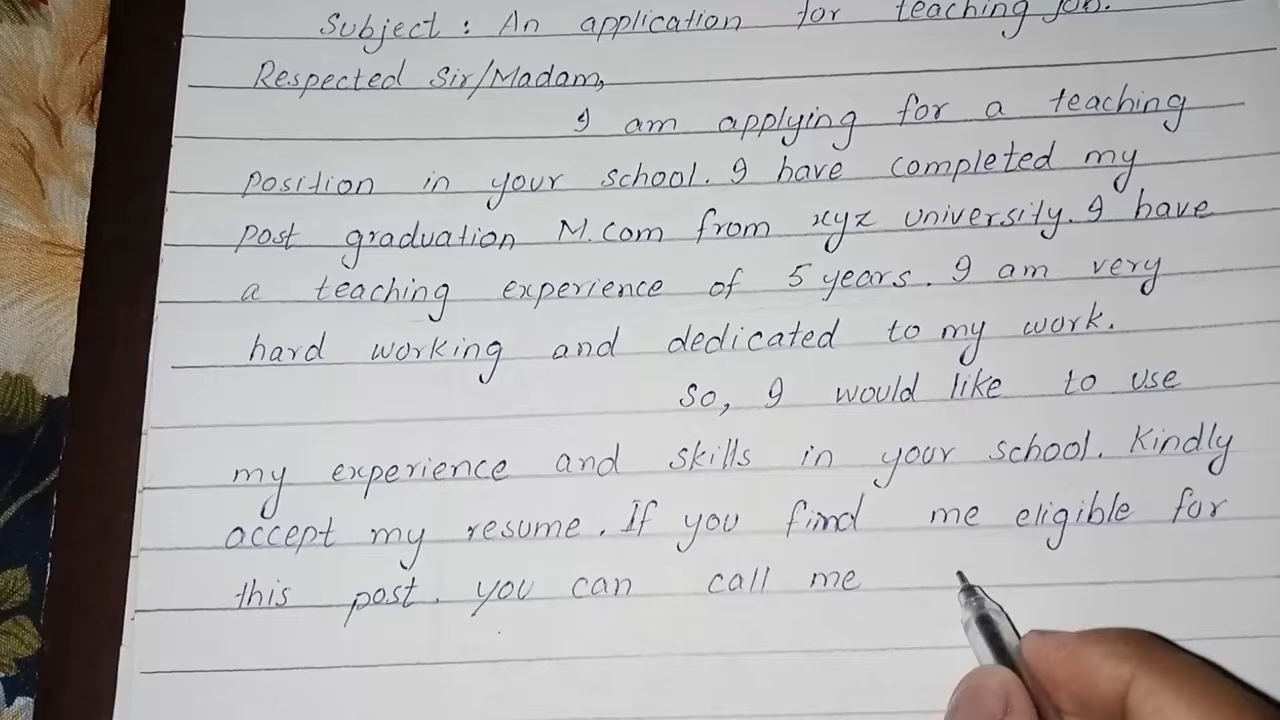 Subject : An application for teaching job.
Respected Sir/Madam,
I am applying for a teaching
position in your school. I have completed my
post graduation M.Com from xyz university. I have
a teaching experience of 5 years. I am very
hard working and dedicated to my work.
So, I would like to use
my experience and skills in your school. Kindly
accept my resume. If you find me eligible for
this post. you can call me